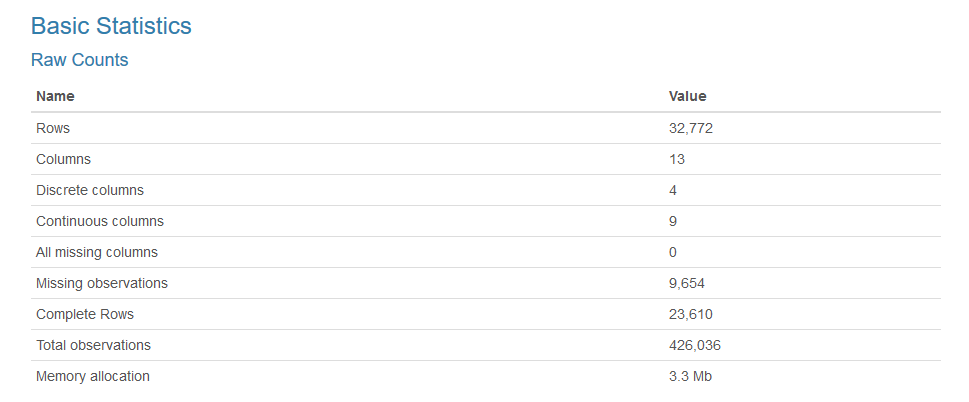 Basic Statistics
Raw Counts
Name Value
Rows 32,772
Columns 13
Discrete columns 4
Continuous columns 9
All missing columns 0
Missing observations 9,654
Complete Rows 23,610
Total observations 426,036
Memory allocation 3.3 Mb